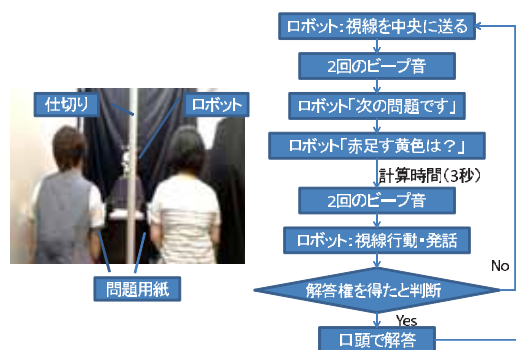 仕切り
ロボット
問題用紙
ロボット:視線を中央に送る
2回のビープ音
ロボット「次の問題です」
ロボット「赤足す黄色は?」
計算時間(3秒)
2回のビープ音
ロボット:視線行動・発話
解答権を得たと判断
No
Yes
口頭で解答